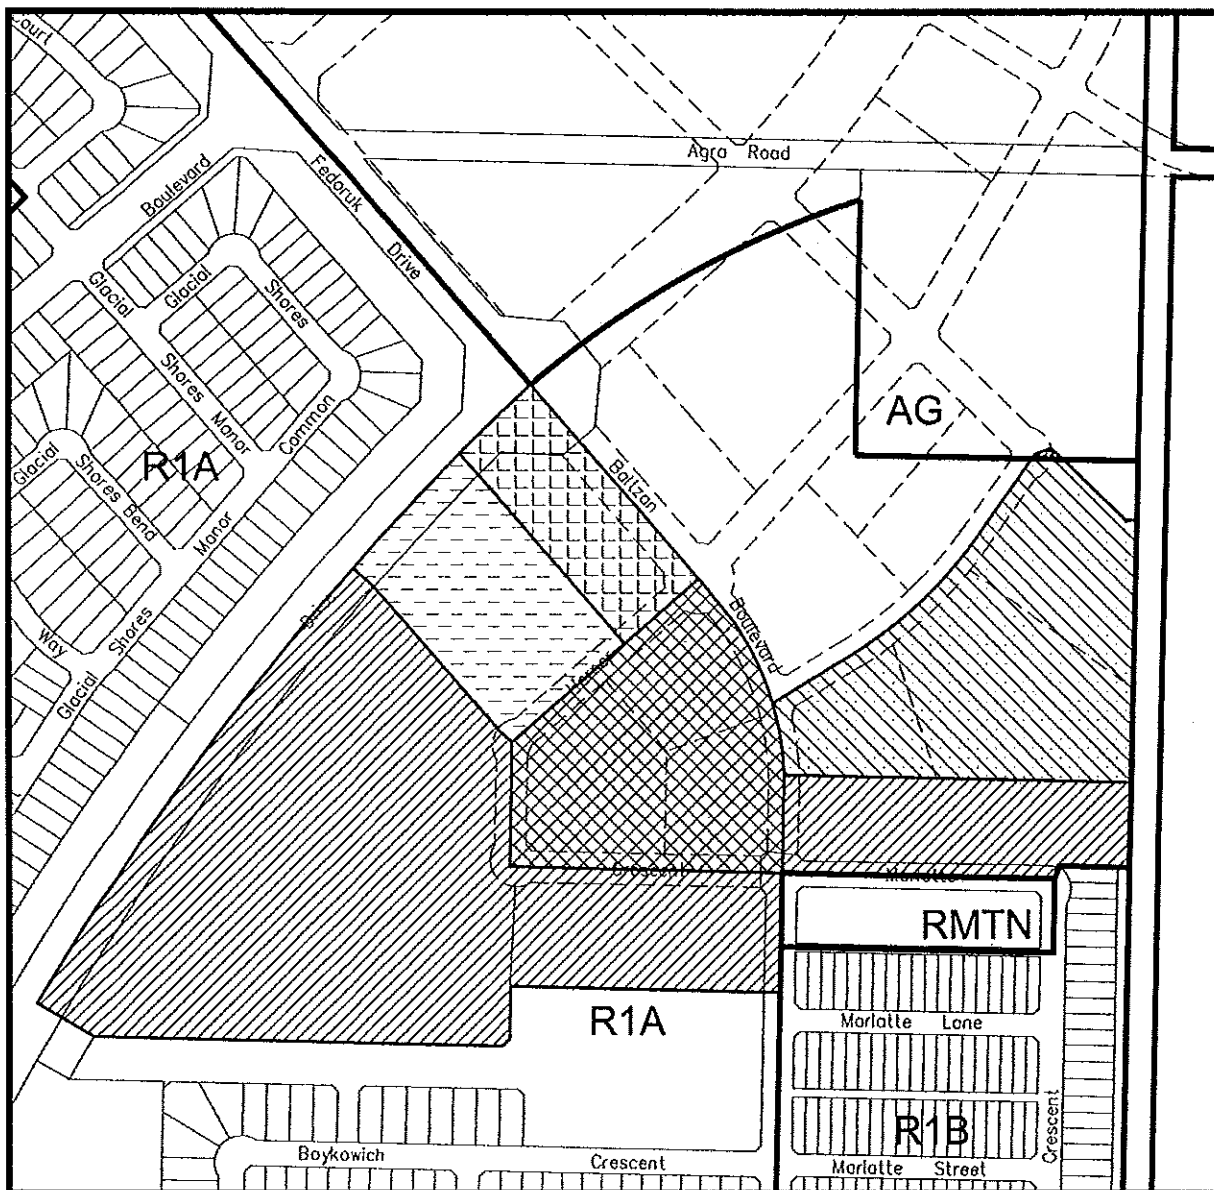 Court
Agra Road
Boulevard
Fedoruk
Drive
Glacial
Shores
Manor
Glacial
Shores
Common
AG
R1A
Baltzan
Boulevard
Glacial
Shores Bend
Manor
Way
Glacial
Shores
Crescent
Marlatte
RMTN
R1A
Marlatte Lane
R1B
Crescent
Boykowich
Crescent
Marlatte Street